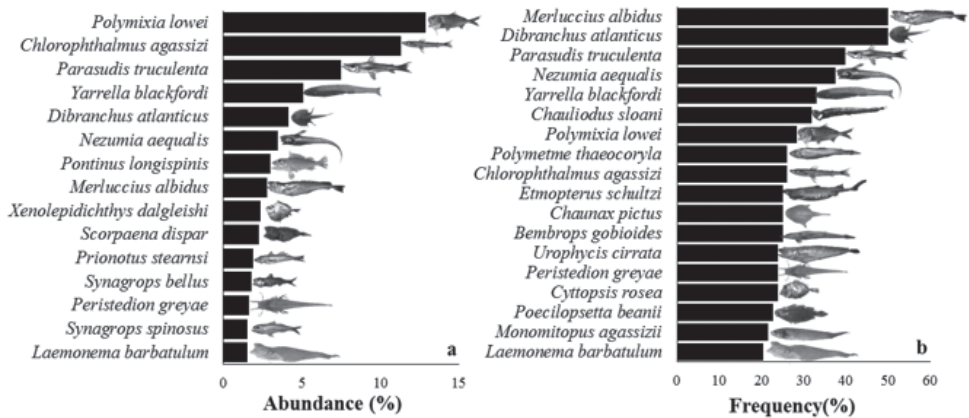 Polymixia lowei
Chlorophthalmus agassizi
Parasudis truculenta
Yarrella blackfordi
Dibranchus atlanticus
Nezumia aequalis
Pontinus longispinis
Merluccius albidus
Xenolepidichthys dalgleishi
Scorpaena dispar
Prionotus stearnsi
Synagrops bellus
Peristedion greyae
Synagrops spinosus
Laemonema barbatulum
a
0 5 10 15
Abundance (%)
Merluccius albidus
Dibranchus atlanticus
Parasudis truculenta
Nezumia aequalis
Yarrella blackfordi
Chauliodus sloani
Polymixia lowei
Polymetme thaeocoryla
Chlorophthalmus agassizi
Etmopterus schultzi
Chaunax pictus
Bembrops gobioides
Urophycis cirrata
Peristedion greyae
Cyttopsis rosea
Poecilopsetta beanii
Monomitopus agassizii
Laemonema barbatulum
b
0 10 20 30 40 50 60
Frequency(%)